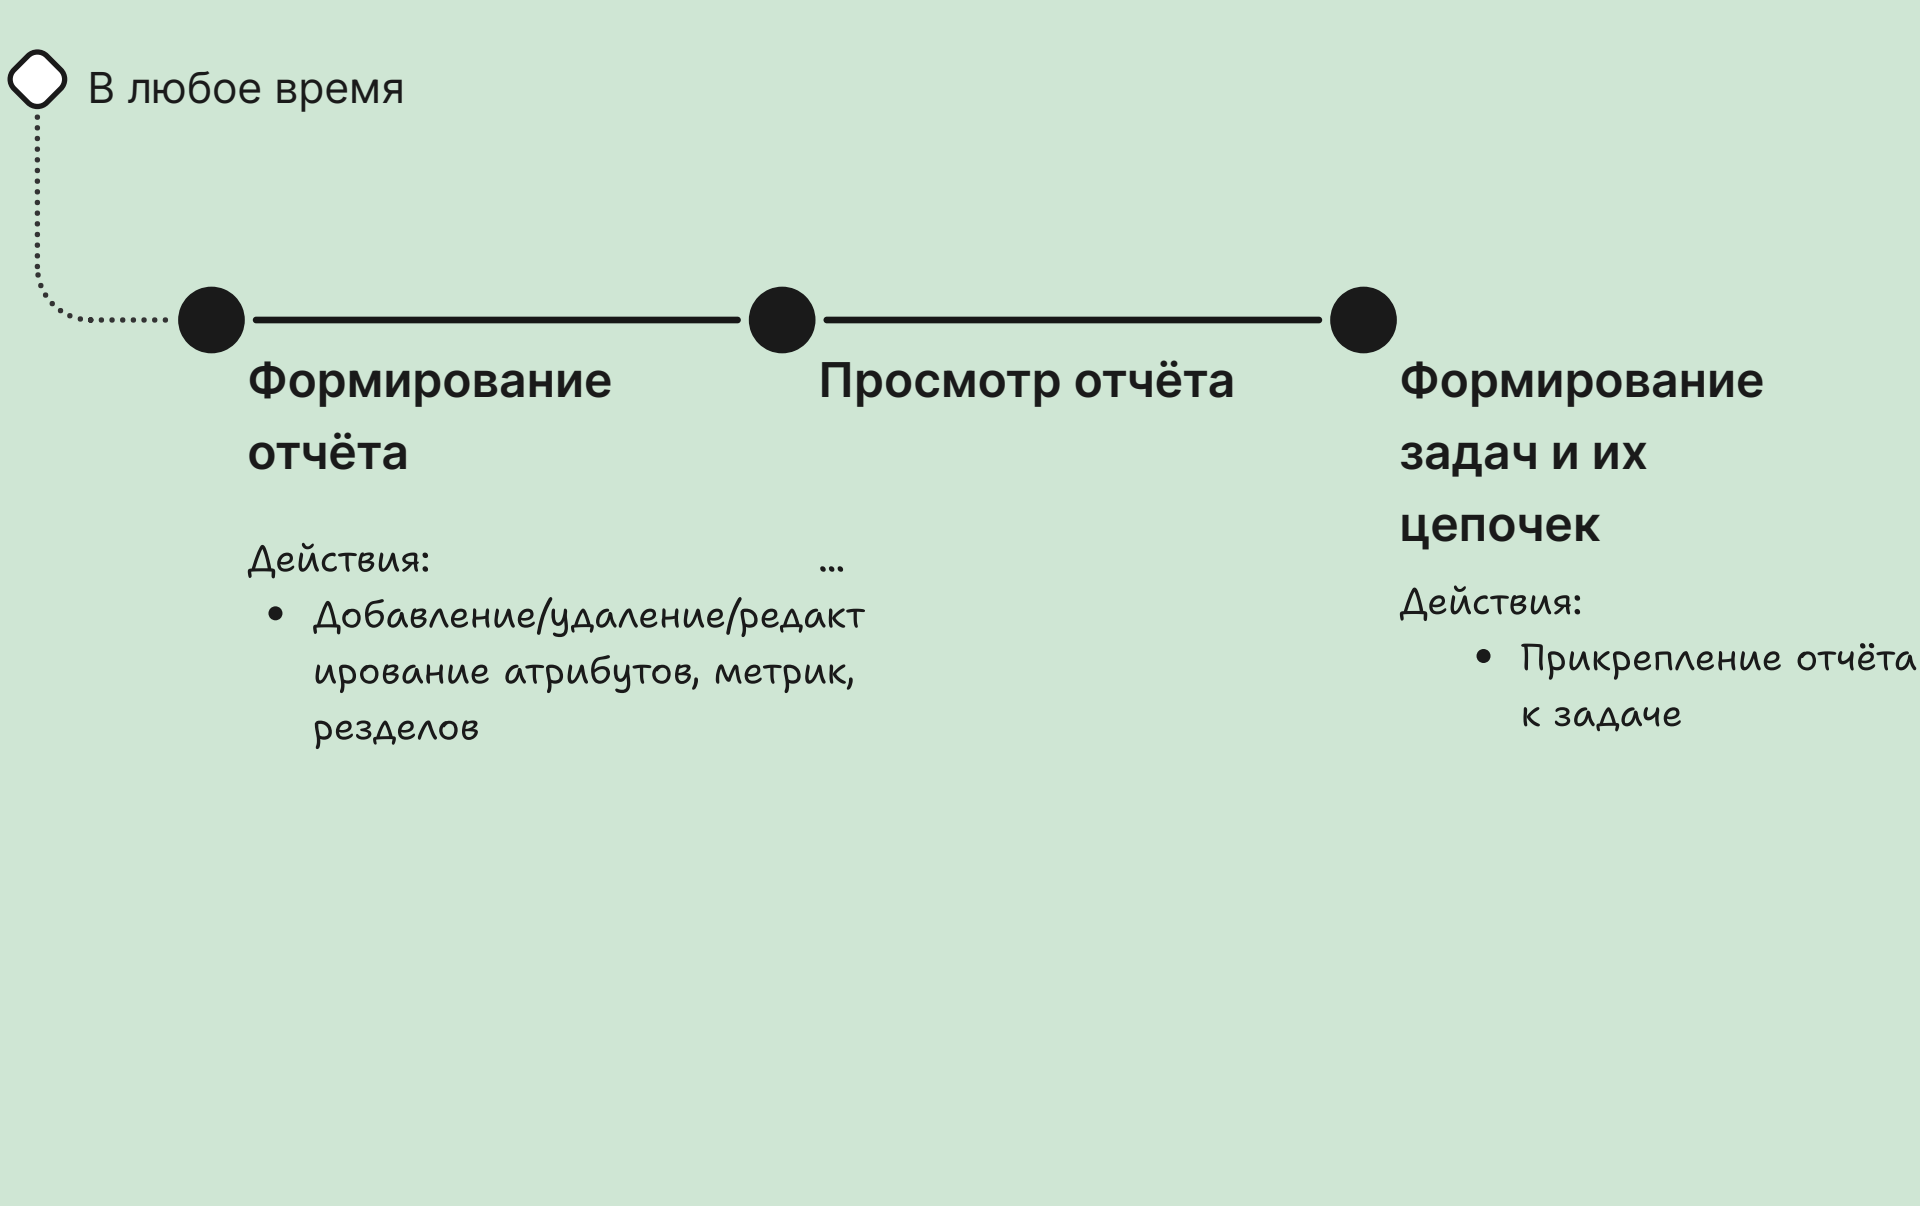 В любое время
Формирование
отчёта
Действия:
Добавление/удаление/редакт
ирование атрибутов, метрик,
резделов
Просмотр отчёта
...
Формирование
задач и их
цепочек
Действия:
Прикрепление отчёта
к задаче